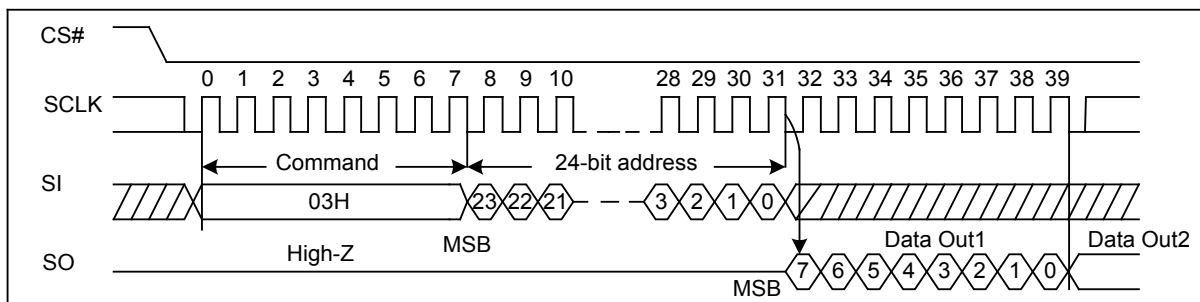 CS#
0 1 2 3 4 5 6 7 8 9 10 28 29 30 31 32 33 34 35 36 37 38 39
SCLK
Command 24-bit address
SI 03H 23 22 21 3 2 1 0
High-Z MSB Data Out1 Data Out2
SO MSB 7 6 5 4 3 2 1 0